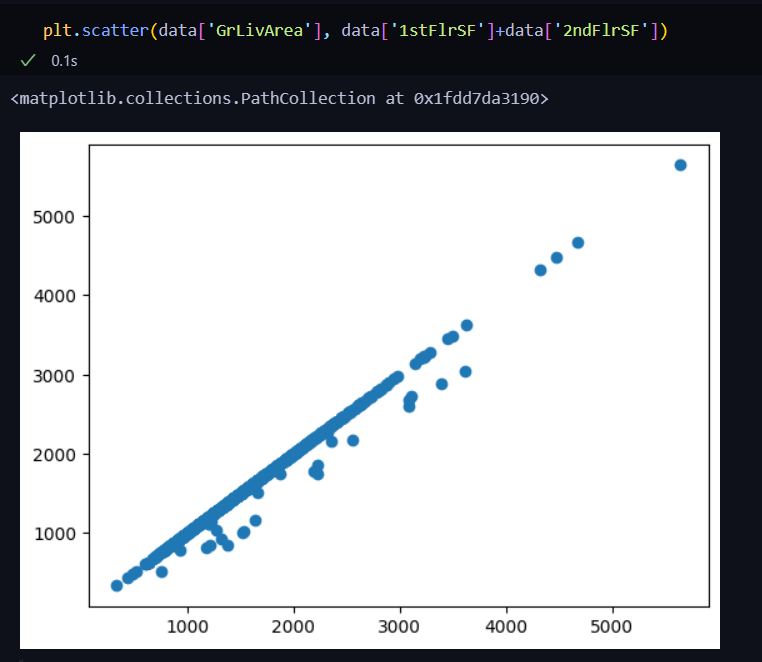 plt.scatter(data['GrLivArea'], data['1stFlrSF']+data['2ndFlrSF'])
0.1s
<matplotlib.collections.PathCollection at 0x1fdd7da3190>
5000
4000
3000
2000
1000
1000 2000 3000 4000 5000